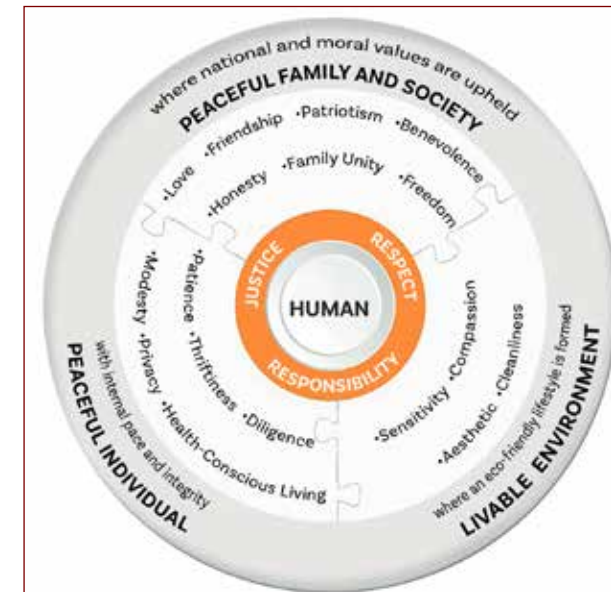 where national and moral values are upheld
PEACEFUL FAMILY AND SOCIETY
•Love •Friendship •Patriotism •Benevolence
•Honesty •Family Unity •Freedom
JUSTICE
RESPECT
RESPONSIBILITY
HUMAN
•Patience •Thriftiness •Diligence
•Modesty •Privacy •Health-Conscious Living
with internal pace and integrity
PEACEFUL INDIVIDUAL
•Sensitivity •Compassion
•Aesthetic •Cleanliness
where an eco-friendly lifestyle is formed
LIVABLE ENVIRONMENT